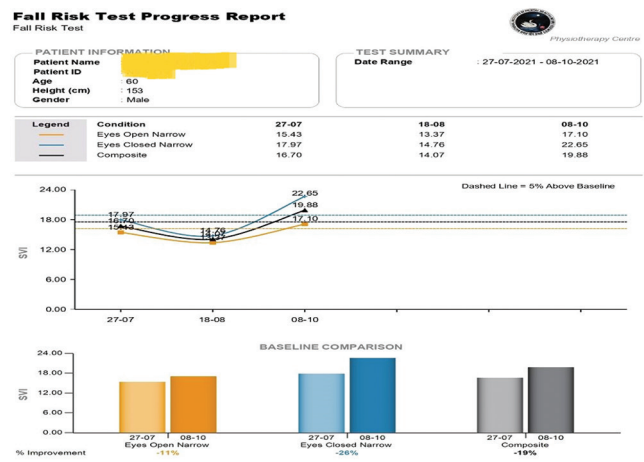 Fall Risk Test Progress Report
Fall Risk Test
Physiotherapy Centre
PATIENT INFORMATION
Patient Name
Patient ID
Age : 60
Height (cm) : 153
Gender : Male
TEST SUMMARY
Date Range : 27-07-2021 - 08-10-2021
Legend Condition 27-07 18-08 08-10
Eyes Open Narrow 15.43 13.37 17.10
Eyes Closed Narrow 17.97 14.76 22.65
Composite 16.70 14.07 19.88
Dashed Line = 5% Above Baseline
24.00
18.00
12.00
6.00
0.00
SVI
17.97
16.70
15.43
14.76
14.07
22.65
19.88
17.10
27-07 18-08 08-10
BASELINE COMPARISON
24.00
18.00
12.00
6.00
0.00
SVI
27-07 08-10 27-07 08-10 27-07 08-10
Eyes Open Narrow Eyes Closed Narrow Composite
% Improvement -11% -26% -19%